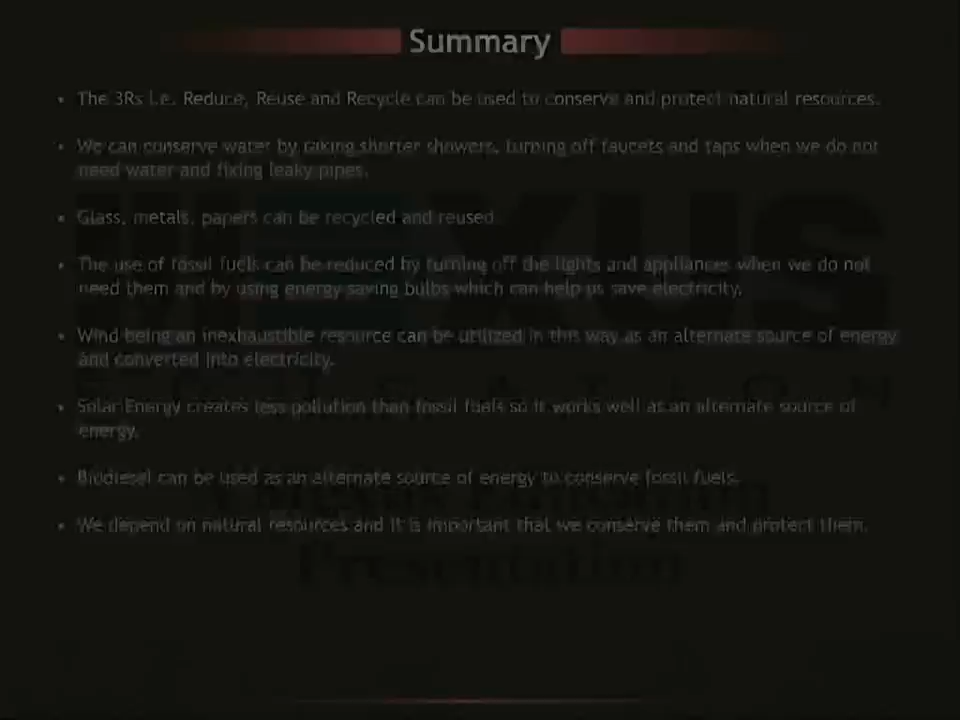 Summary
• The 3Rs i.e. Reduce, Reuse and Recycle can be used to conserve and protect natural resources.
• We can conserve water by taking shorter showers, turning off faucets and taps when we do not
need water and fixing leaky pipes.
• Glass, metals, papers can be recycled and reused.
• The use of fossil fuels can be reduced by turning off the lights and appliances when we do not
need them and by using energy saving bulbs which can help us save electricity.
• Wind being an inexhaustible resource can be utilized in this way as an alternate source of energy
and converted into electricity.
• Solar Energy creates less pollution than fossil fuels so it works well as an alternate source of
energy.
• Biodiesel can be used as an alternate source of energy to conserve fossil fuels.
• We depend on natural resources and it is important that we conserve them and protect them.
Presentation